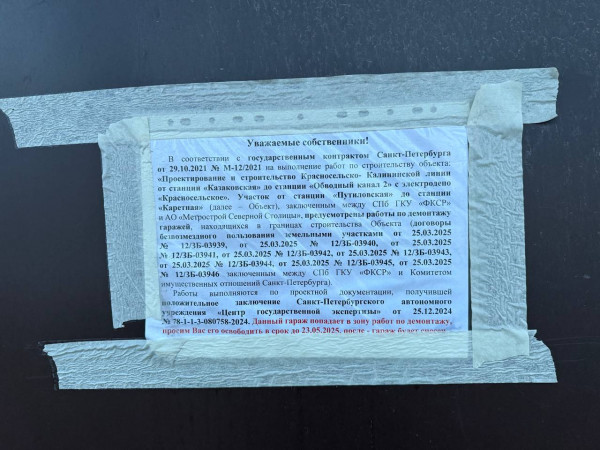 Уважаемые собственники!
В соответствии с государственным контрактом Санкт-Петербурга
от 29.10.2021 № М-12/2021 на выполнение работ по строительству объекта:
«Проектирование и строительство Красносельско- Калининской линии
от станции «Казаковская» до станции «Обводный канал 2» с электродепо
«Красносельское». Участок от станции «Путиловская» до станции
«Каретная» (далее – Объект), заключенным между СПб ГКУ «ФКСР»
и АО «Метрострой Северной Столицы», предусмотрены работы по демонтажу
гаражей, находящихся в границах строительства Объекта (договоры
безвозмездного пользования земельными участками от 25.03.2025
№ 12/ЗБ-03939, от 25.03.2025 № 12/ЗБ-03940, от 25.03.2025
№ 12/ЗБ-03941, от 25.03.2025 № 12/ЗБ-03942, от 25.03.2025 № 12/ЗБ-03943,
от 25.03.2025 № 12/ЗБ-03944, от 25.03.2025 № 12/ЗБ-03945, от 25.03.2025
№ 12/ЗБ-03946 заключенным между СПб ГКУ «ФКСР» и Комитетом
имущественных отношений Санкт-Петербурга).
Работы выполняются по проектной документации, получившей
положительное заключение Санкт-Петербургского автономного
учреждения «Центр государственной экспертизы» от 25.12.2024
№ 78-1-1-3-080758-2024. Данный гараж попадает в зону работ по демонтажу,
просим Вас его освободить в срок до 23.05.2025, после - гараж будет